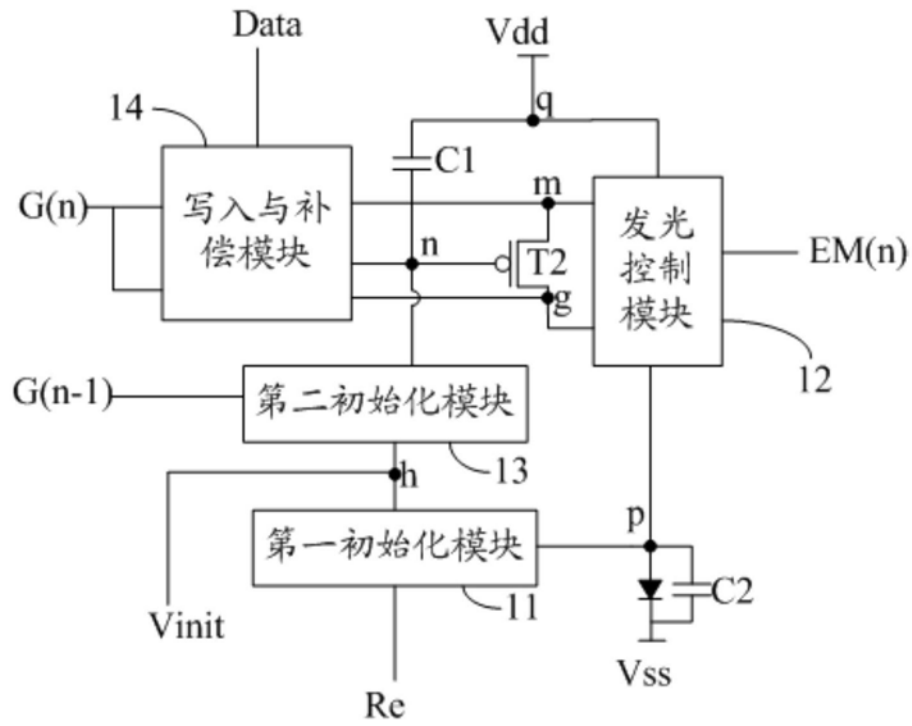 Data
Vdd
14
q
C1
m
G(n)
写入与补
偿模块
n
T2
g
发光
控制
模块
EM(n)
12
G(n-1)
第二初始化模块
13
h
p
第一初始化模块
11
C2
Vinit
Vss
Re